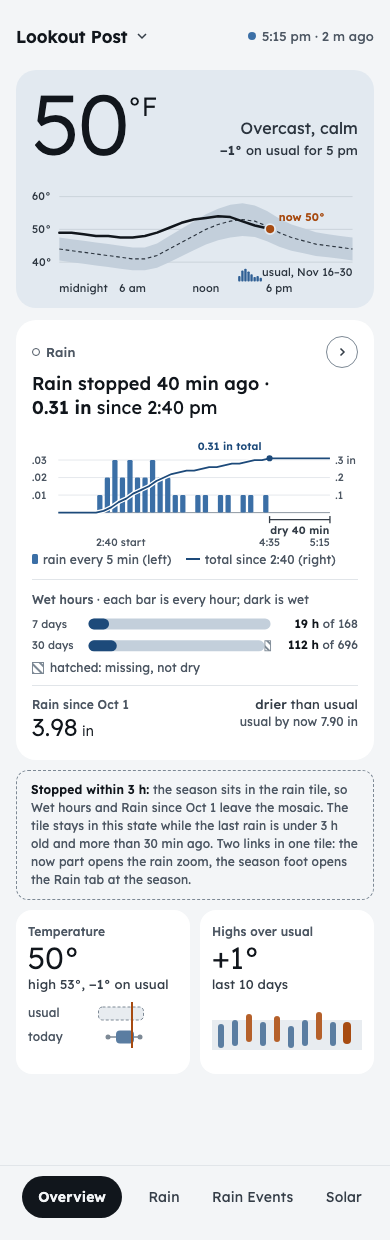 Lookout Post
5:15 pm · 2 m ago
50°F
Overcast, calm
−1° on usual for 5 pm
60°
50°
40°
now 50°
usual, Nov 16–30
midnight 6 am noon 6 pm
Rain
Rain stopped 40 min ago ·
0.31 in since 2:40 pm
0.31 in total
.03 .3 in
.02 .2
.01 .1
dry 40 min
2:40 start 4:35 5:15
rain every 5 min (left) total since 2:40 (right)
Wet hours · each bar is every hour; dark is wet
7 days 19 h of 168
30 days 112 h of 696
hatched: missing, not dry
Rain since Oct 1
3.98 in
drier than usual
usual by now 7.90 in
Stopped within 3 h: the season sits in the rain tile, so
Wet hours and Rain since Oct 1 leave the mosaic. The
tile stays in this state while the last rain is under 3 h
old and more than 30 min ago. Two links in one tile: the
now part opens the rain zoom, the season foot opens
the Rain tab at the season.
Temperature
50°
high 53°, −1° on usual
usual
today
Highs over usual
+1°
last 10 days
Overview Rain Rain Events Solar